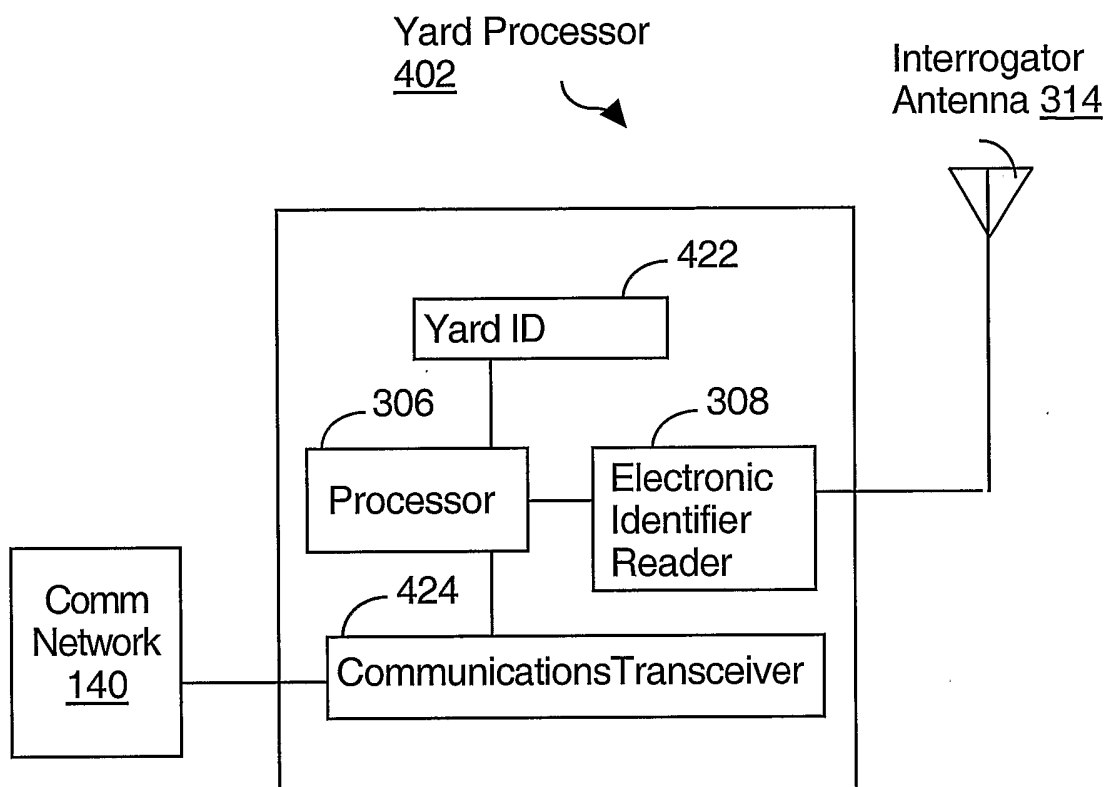 Yard Processor
402
Interrogator
Antenna 314
422
Yard ID
306
308
Processor
Electronic
Identifier
Reader
424
Comm
Network
140
CommunicationsTransceiver